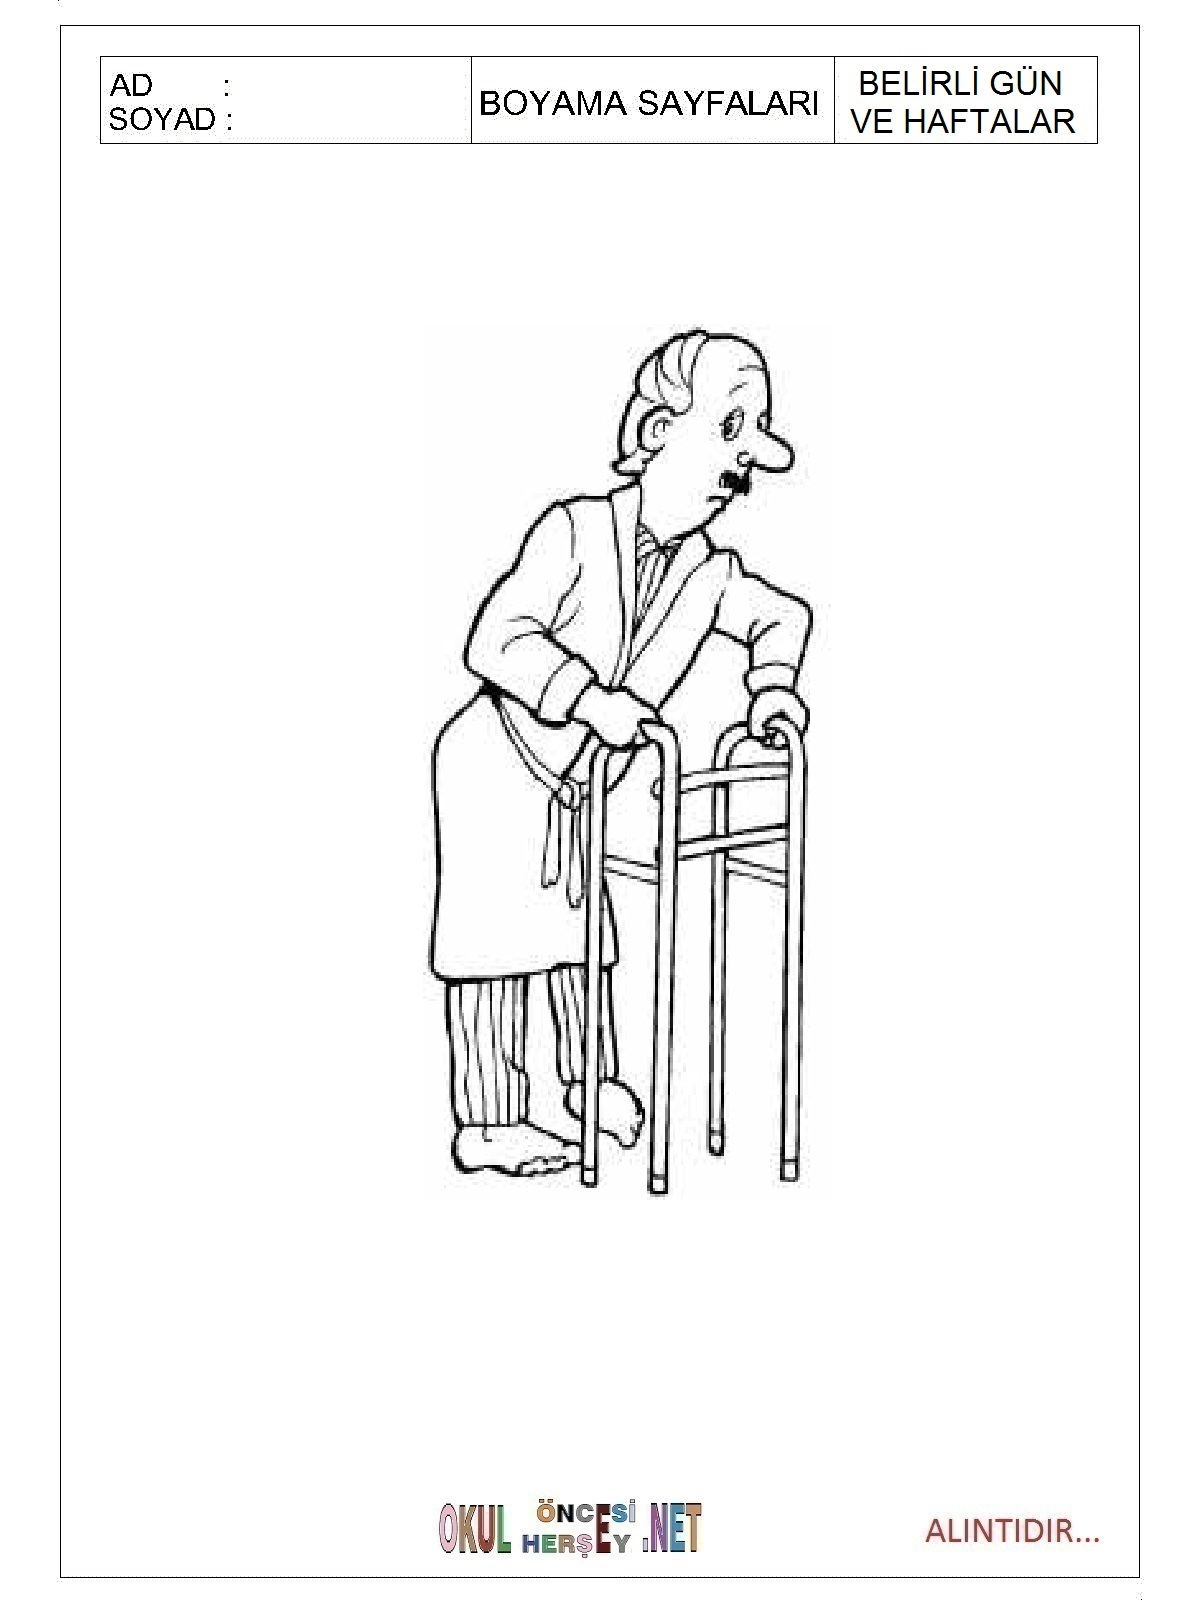 AD :
SOYAD :
BOYAMA SAYFALARI
BELİRLİ GÜN
VE HAFTALAR
OKUL ÖNCESİ HERŞEY .NET
ALINTIDIR...